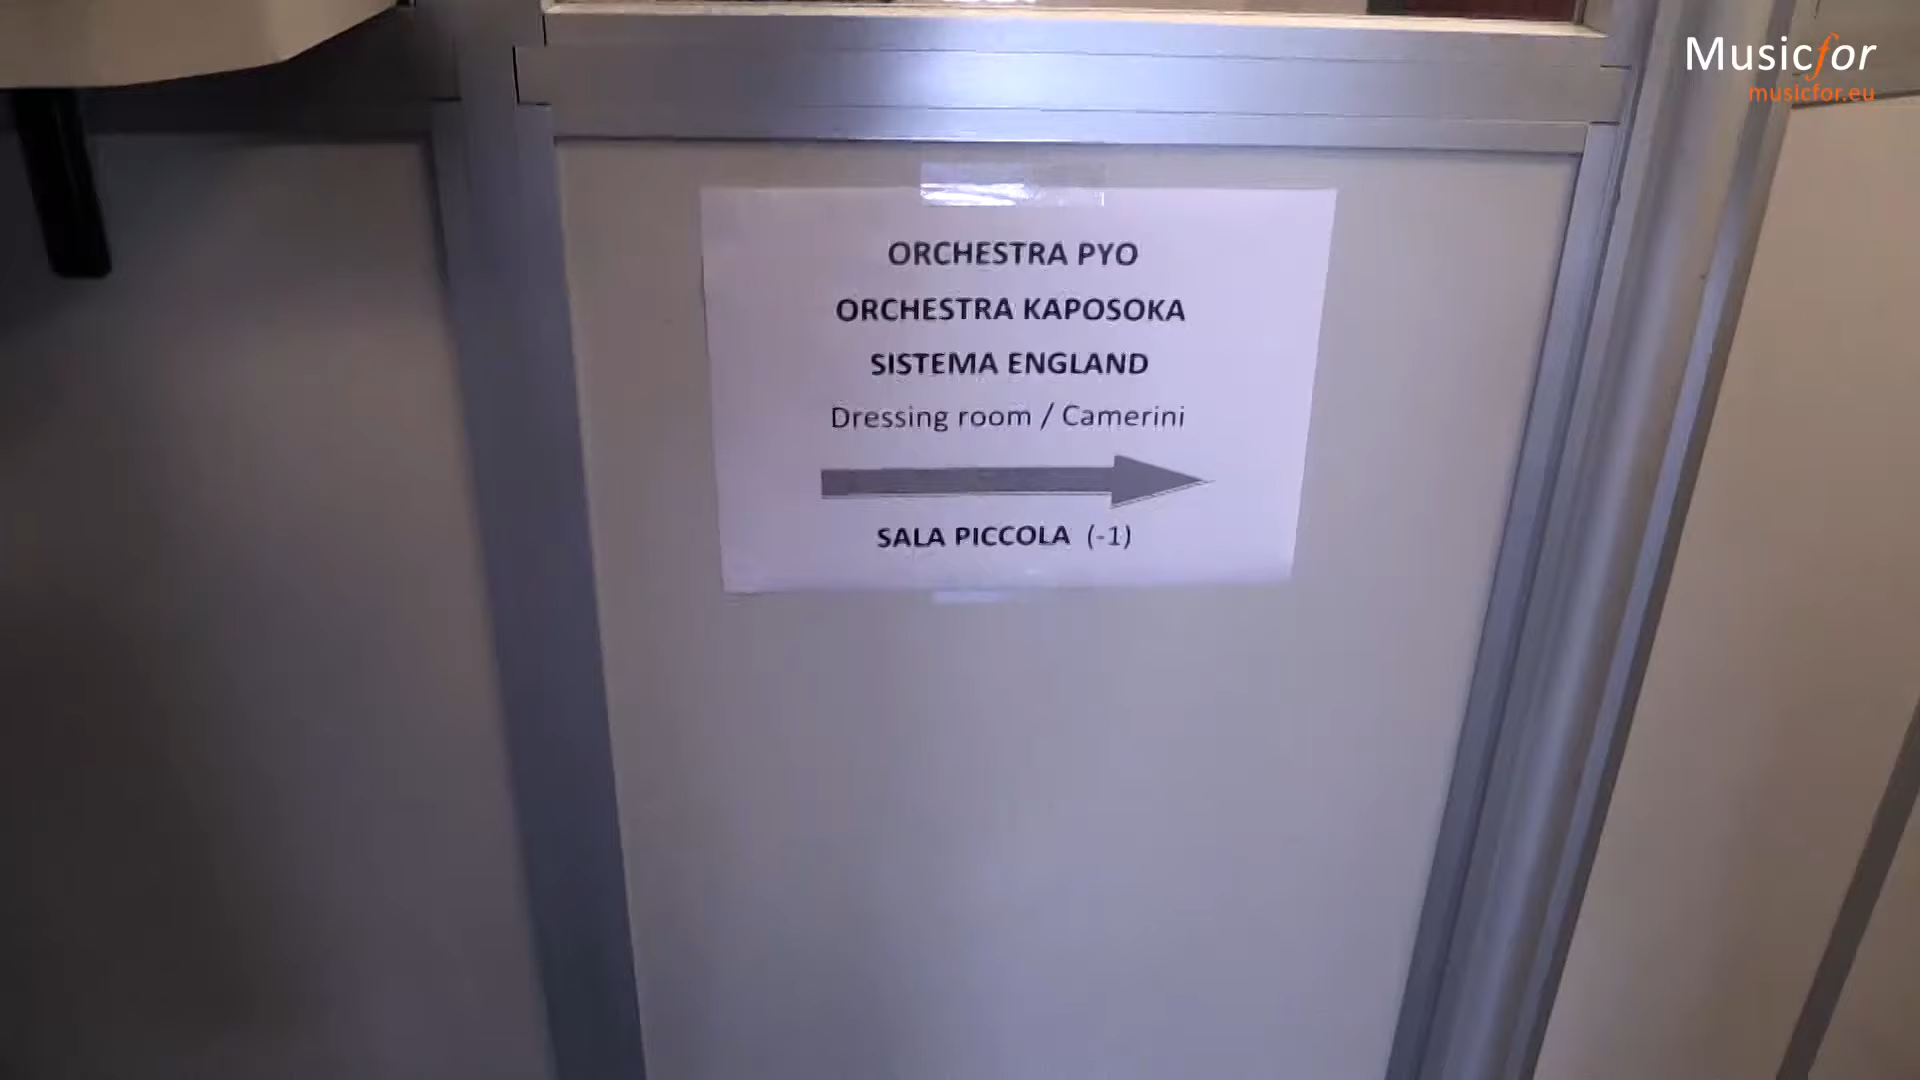 Musicfor
musicfor.eu
ORCHESTRA PYO
ORCHESTRA KAPOSOKA
SISTEMA ENGLAND
Dressing room / Camerini
SALA PICCOLA (-1)